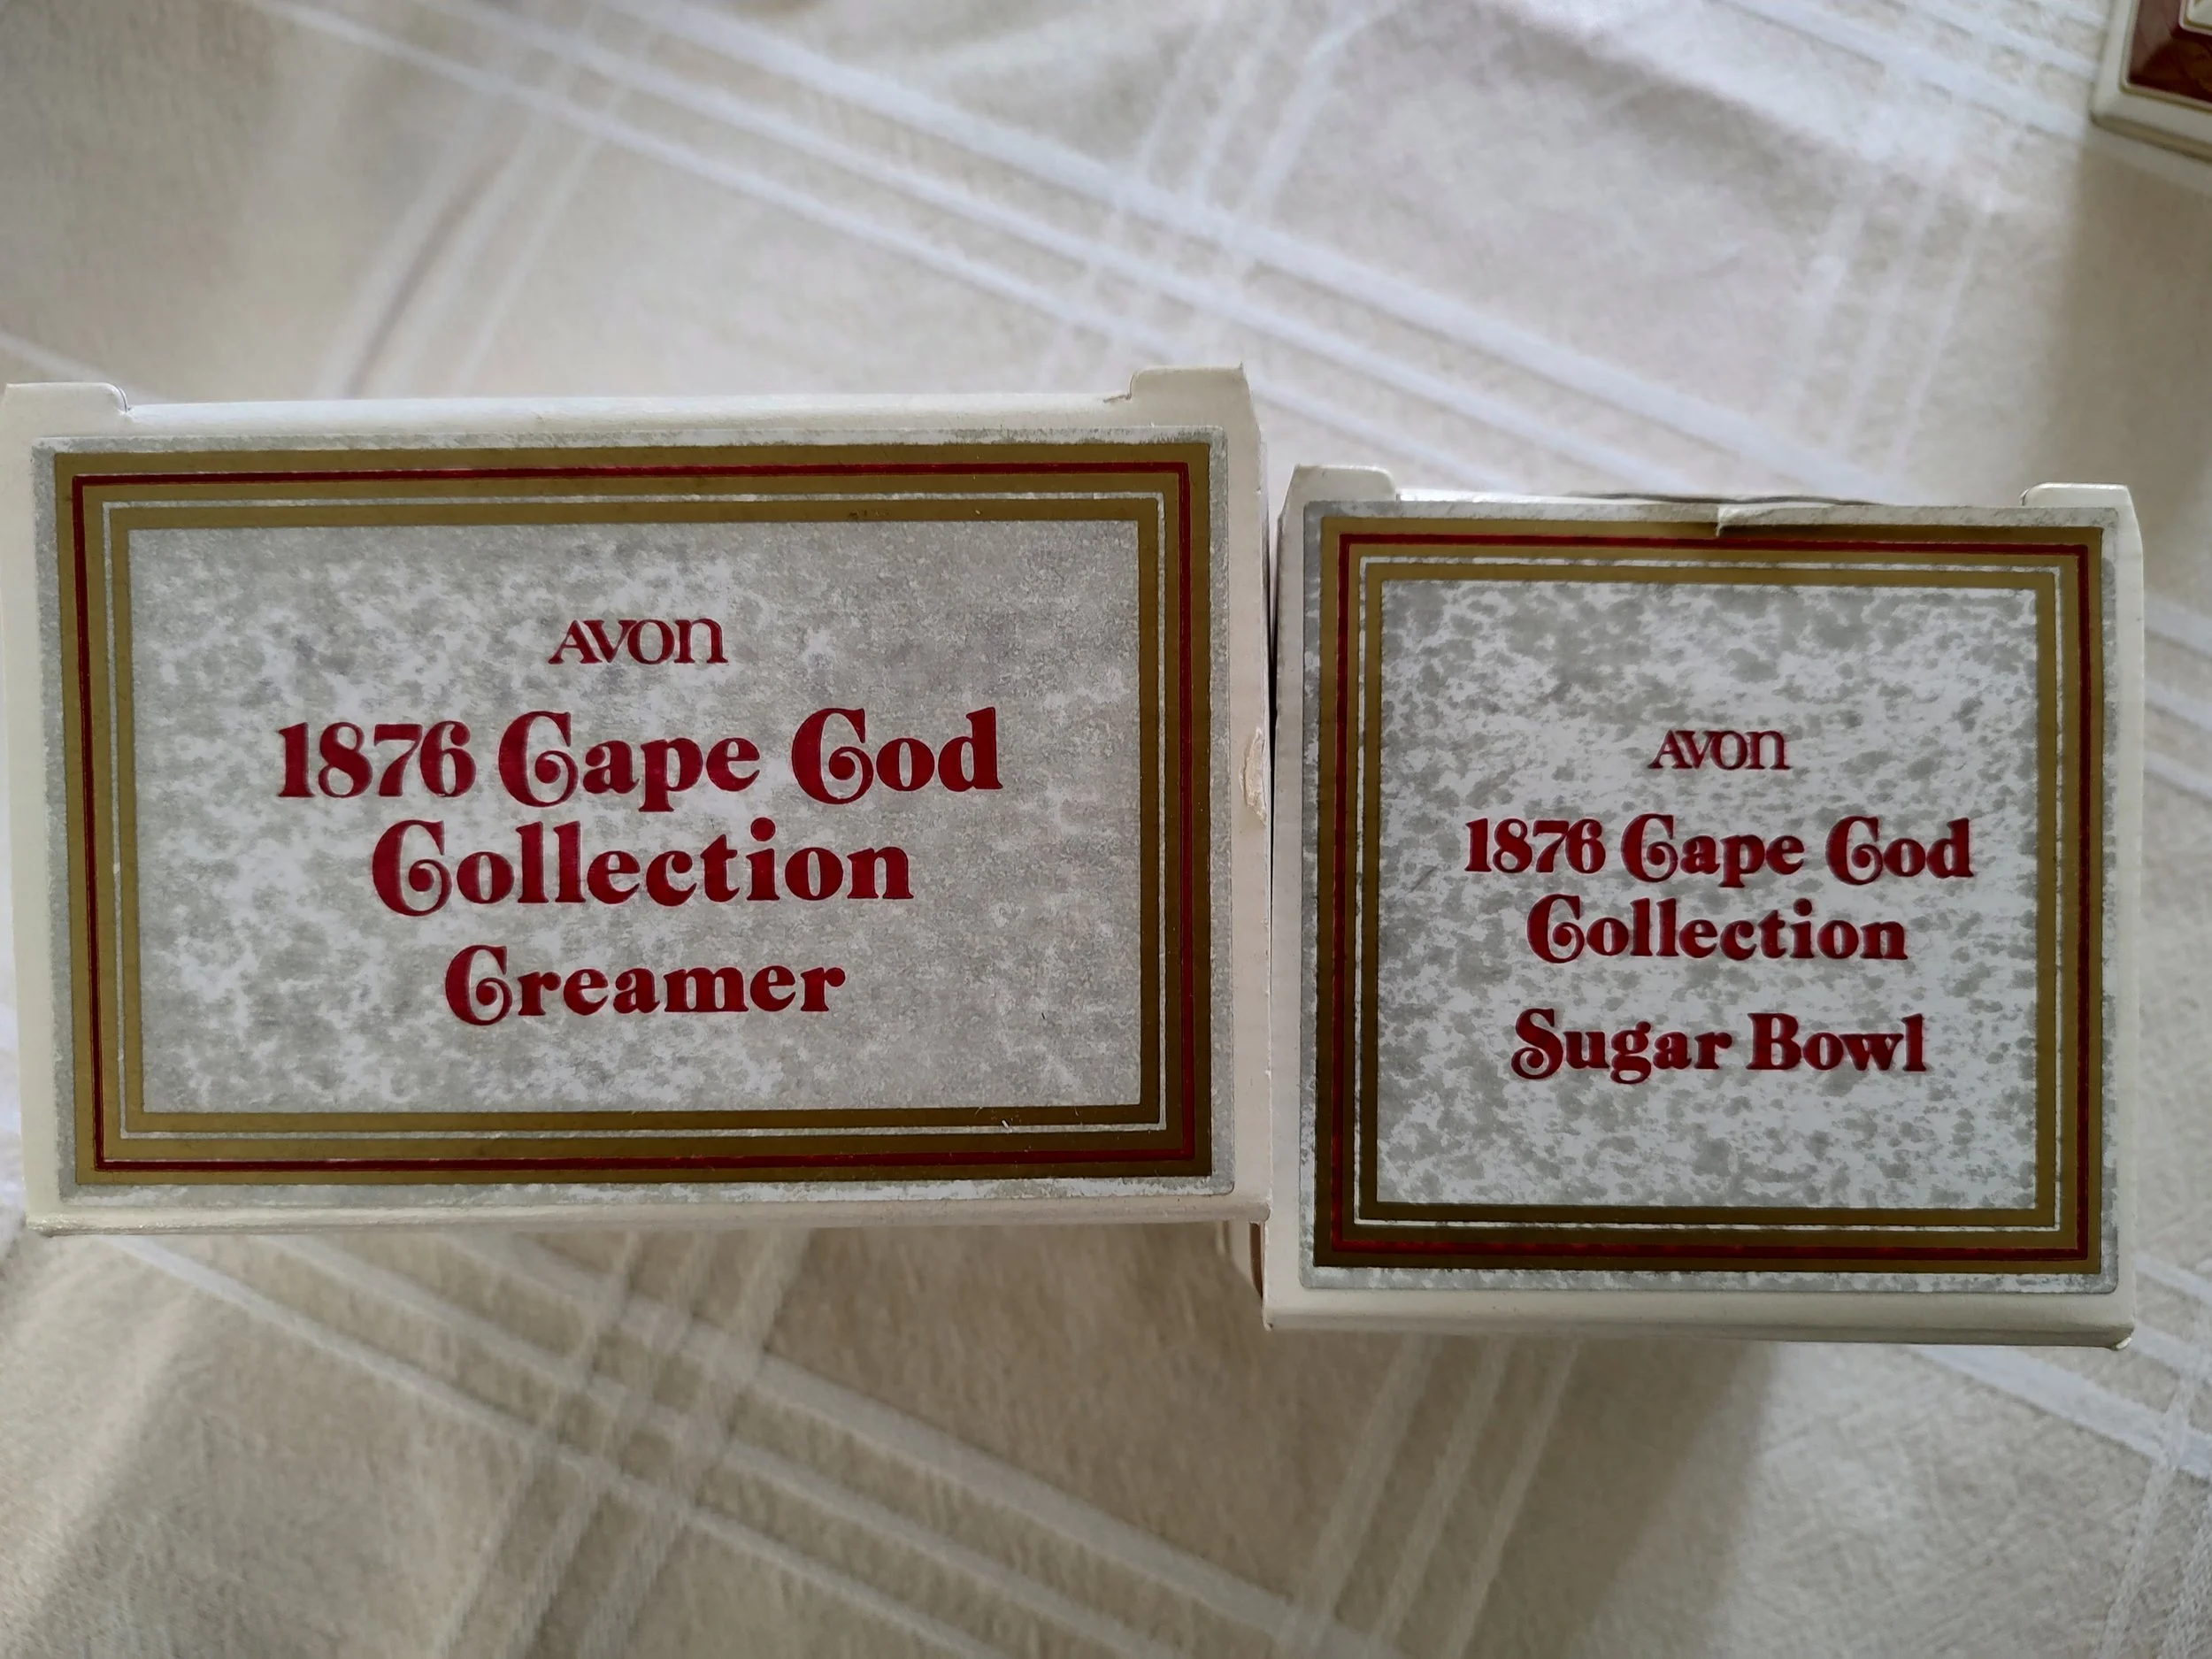 AVON
1876 Cape Cod
Collection
Creamer
AVON
1876 Cape Cod
Collection
Sugar Bowl